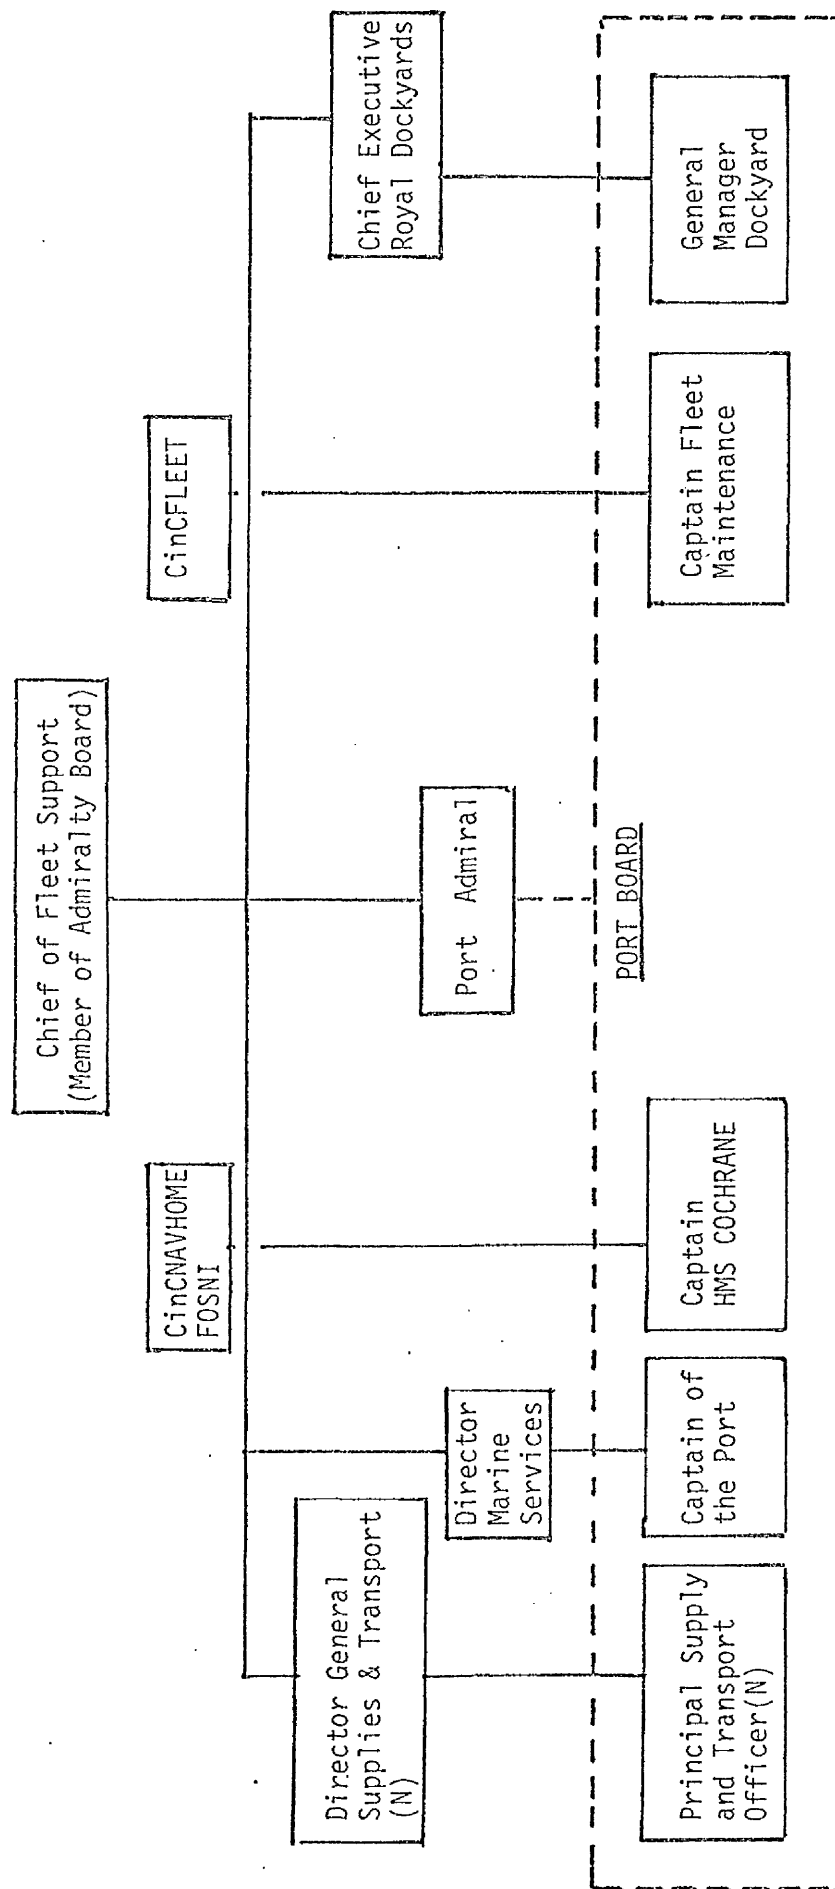 Chief of Fleet Support
(Member of Admiralty Board)
CinCNAVHOME
FOSNI
CinCFLEET
Director General
Supplies & Transport
(N)
Director
Marine
Services
Port Admiral
Chief Executive
Royal Dockyards
PORT BOARD
Principal Supply
and Transport
Officer(N)
Captain of
the Port
Captain
HMS COCHRANE
Captain Fleet
Maintenance
General
Manager
Dockyard